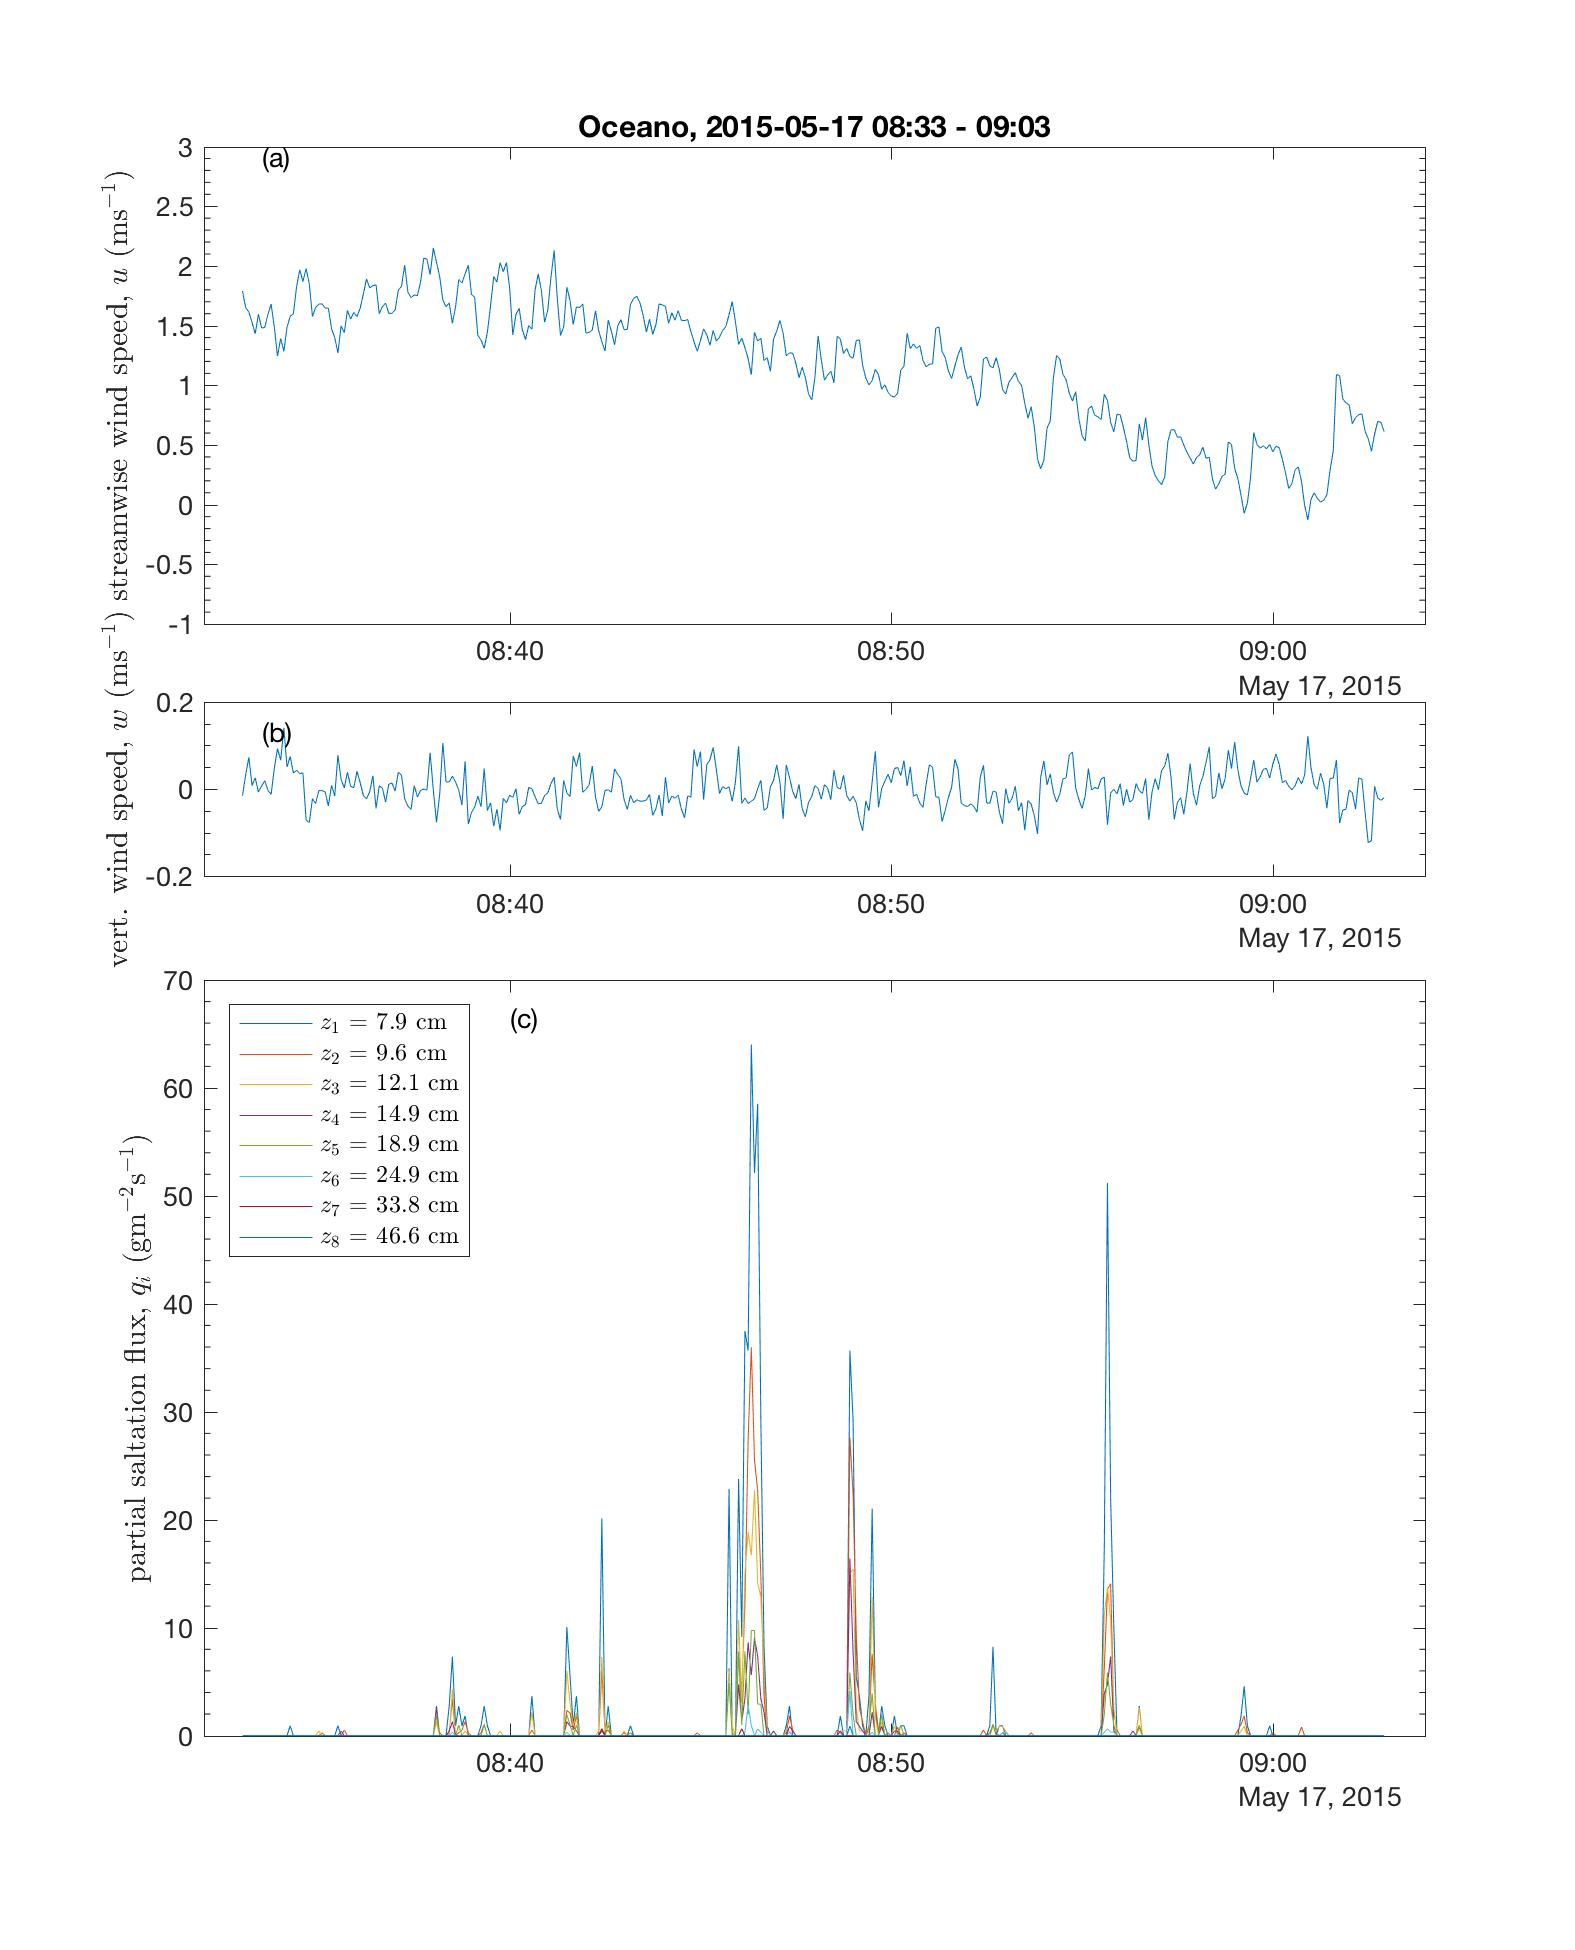 Oceano, 2015-05-17 08:33 - 09:03
(a)
streamwise wind speed, u (ms⁻¹)
3
2.5
2
1.5
1
0.5
0
-0.5
-1
08:40 08:50 09:00
May 17, 2015
(b)
vert. wind speed, w (ms⁻¹)
0.2
0
-0.2
08:40 08:50 09:00
May 17, 2015
(c)
partial saltation flux, qᵢ (gm⁻²s⁻¹)
70
60
50
40
30
20
10
0
z₁ = 7.9 cm
z₂ = 9.6 cm
z₃ = 12.1 cm
z₄ = 14.9 cm
z₅ = 18.9 cm
z₆ = 24.9 cm
z₇ = 33.8 cm
z₈ = 46.6 cm
08:40 08:50 09:00
May 17, 2015